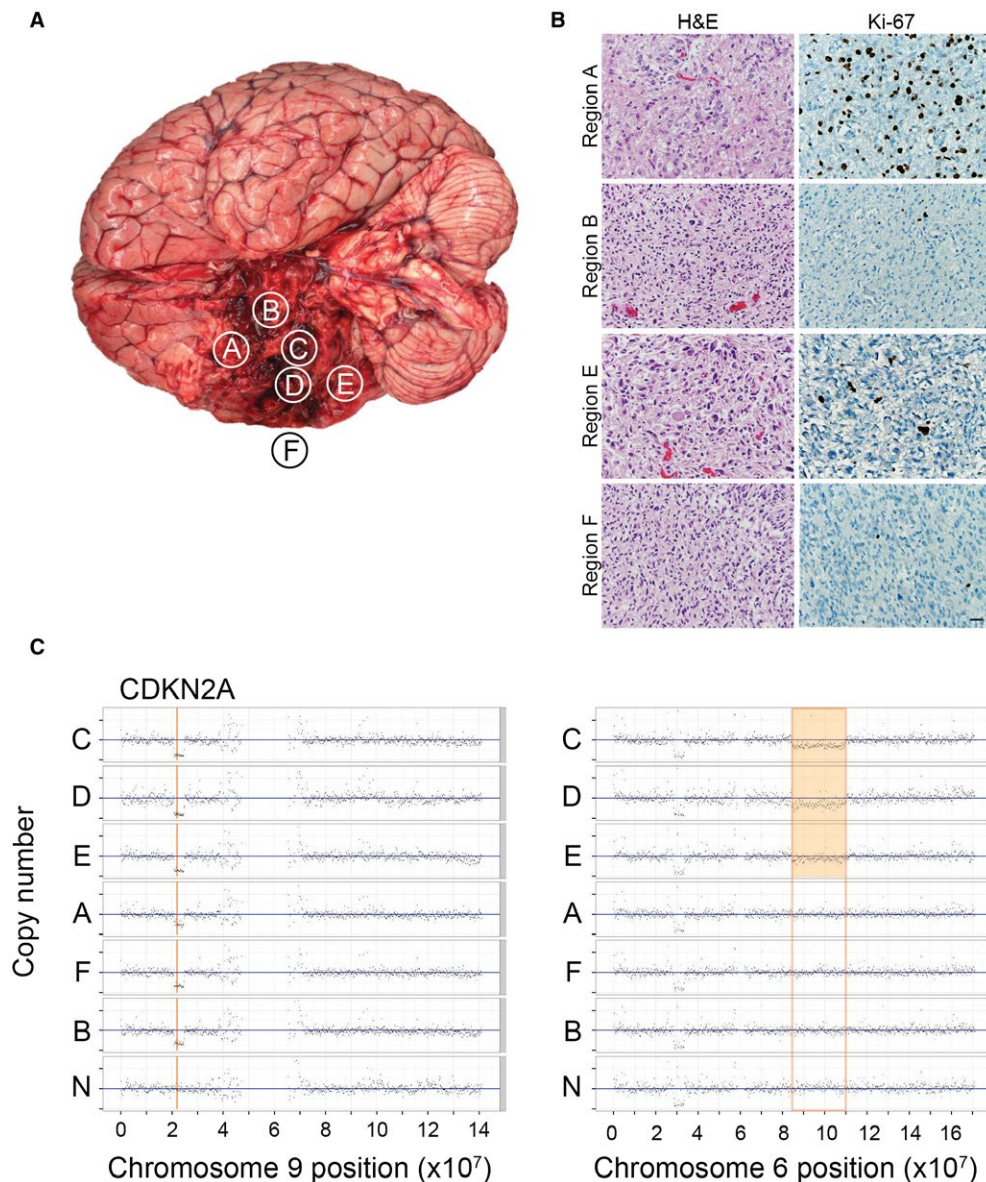 A
B
C
A
D
E
F
B
H&E Ki-67
Region A
Region B
Region E
Region F
C
CDKN2A
Copy number
C
D
E
A
F
B
N
0 2 4 6 8 10 12 14
Chromosome 9 position (x10⁷)
C
D
E
A
F
B
N
0 2 4 6 8 10 12 14 16
Chromosome 6 position (x10⁷)